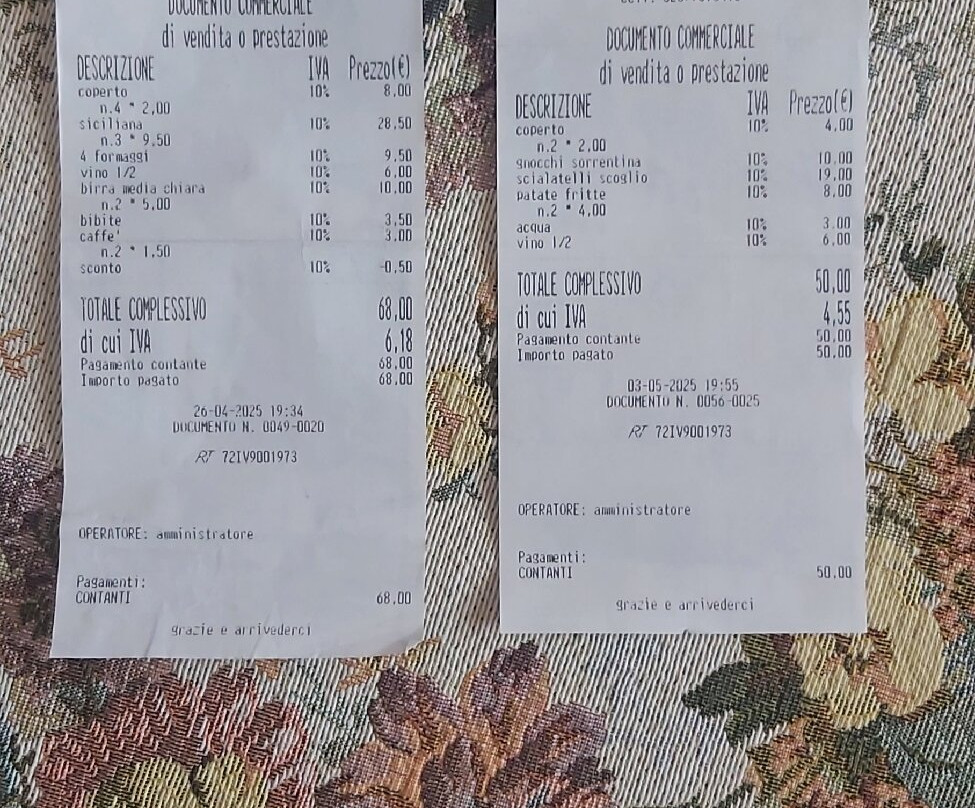 DOCUMENTO COMMERCIALE
di vendita o prestazione
DESCRIZIONE IVA Prezzo(€)
coperto 10% 8,00
n.4 * 2,00
siciliana 10% 28,50
n.3 * 9,50
4 formaggi 10% 9,50
vino 1/2 10% 6,00
birra media chiara 10% 10,00
n.2 * 5,00
bibite 10% 3,50
caffe' 10% 3,00
n.2 * 1,50
sconto 10% -0,50
TOTALE COMPLESSIVO 68,00
di cui IVA 6,18
Pagamento contante 68,00
Importo pagato 68,00
26-04-2025 19:34
DOCUMENTO N. 0049-0020
RT 72IV9001973
OPERATORE: amministratore
Pagamenti:
CONTANTI 68,00
grazie e arrivederci
DOCUMENTO COMMERCIALE
di vendita o prestazione
DESCRIZIONE IVA Prezzo(€)
coperto 10% 4,00
n.2 * 2,00
gnocchi sorrentina 10% 10,00
scialatelli scoglio 10% 19,00
patate fritte 10% 8,00
n.2 * 4,00
acqua 10% 3,00
vino 1/2 10% 6,00
TOTALE COMPLESSIVO 50,00
di cui IVA 4,55
Pagamento contante 50,00
Importo pagato 50,00
03-05-2025 19:55
DOCUMENTO N. 0056-0025
RT 72IV9001973
OPERATORE: amministratore
Pagamenti:
CONTANTI 50,00
grazie e arrivederci